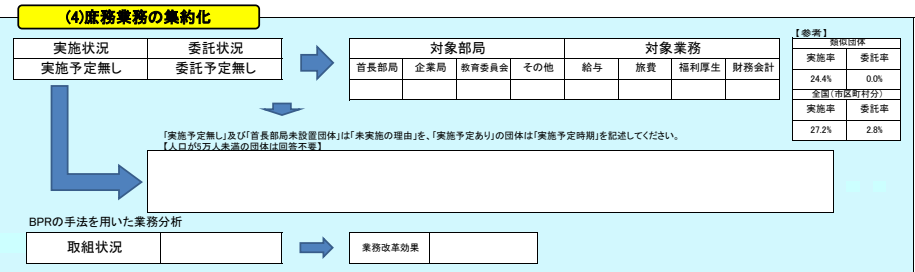 (4)庶務業務の集約化
【参考】
類似団体
実施率 委託率
24.4% 0.0%
全国(市区町村分)
実施率 委託率
27.2% 2.8%
実施状況 委託状況
実施予定無し 委託予定無し
対象部局 対象業務
首長部局 企業局 教育委員会 その他 給与 旅費 福利厚生 財務会計
「実施予定無し」及び「首長部局未設置団体」は「未実施の理由」を、「実施予定あり」の団体は「実施予定時期」を記述してください。
【人口が5万人未満の団体は回答不要】
BPRの手法を用いた業務分析
取組状況
業務改革効果